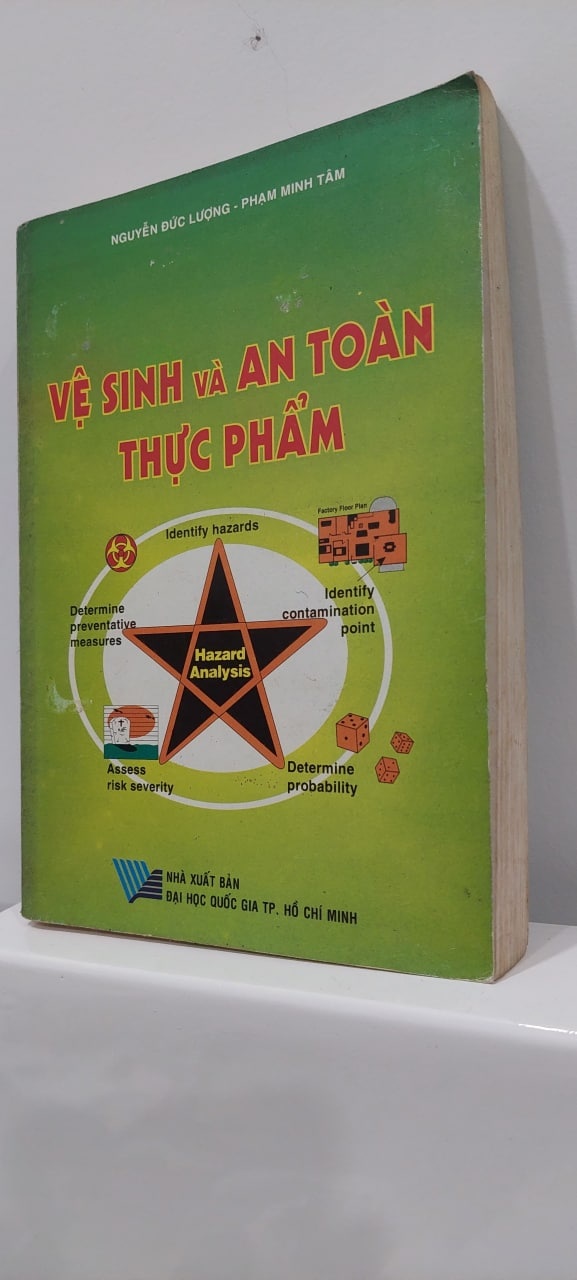 NGUYỄN ĐỨC LƯỢNG - PHẠM MINH TÂM
VỆ SINH VÀ AN TOÀN
THỰC PHẨM
Identify hazards
Factory Floor Plan
Identify
contamination
point
Determine
preventative
measures
Hazard
Analysis
Assess
risk severity
Determine
probability
NHÀ XUẤT BẢN
ĐẠI HỌC QUỐC GIA TP. HỒ CHÍ MINH